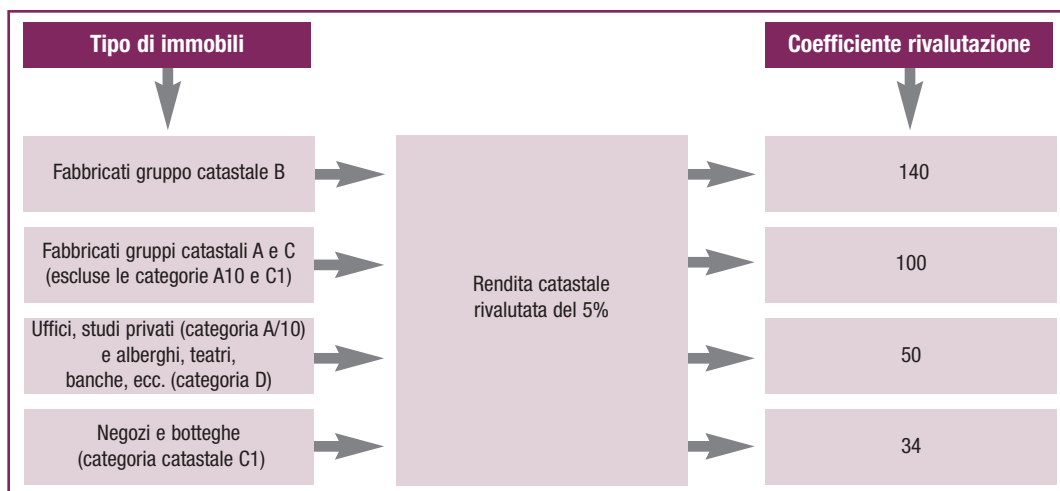 Tipo di immobili
Coefficiente rivalutazione
Fabbricati gruppo catastale B
140
Fabbricati gruppi catastali A e C
(escluse le categorie A10 e C1)
100
Rendita catastale
rivalutata del 5%
Uffici, studi privati (categoria A/10)
e alberghi, teatri,
banche, ecc. (categoria D)
50
Negozi e botteghe
(categoria catastale C1)
34